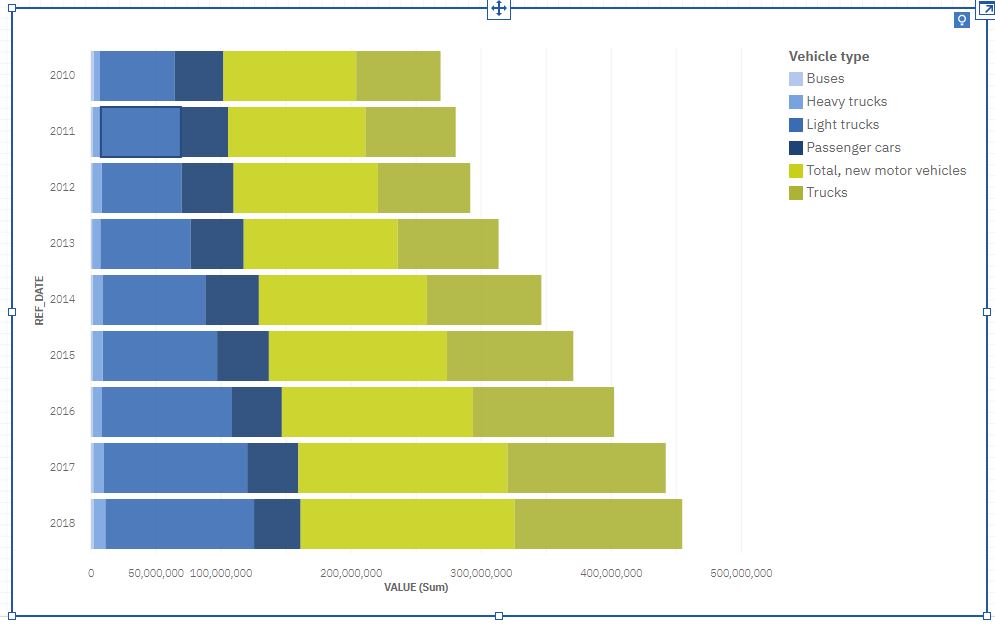 Vehicle type
Buses
Heavy trucks
Light trucks
Passenger cars
Total, new motor vehicles
Trucks
REF_DATE
2010
2011
2012
2013
2014
2015
2016
2017
2018
0 50,000,000 100,000,000 200,000,000 300,000,000 400,000,000 500,000,000
VALUE (Sum)